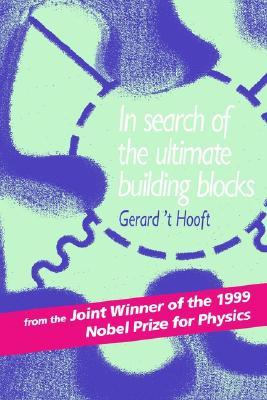 In search of
the ultimate
building blocks
Gerard 't Hooft
from the Joint Winner of the 1999
Nobel Prize for Physics